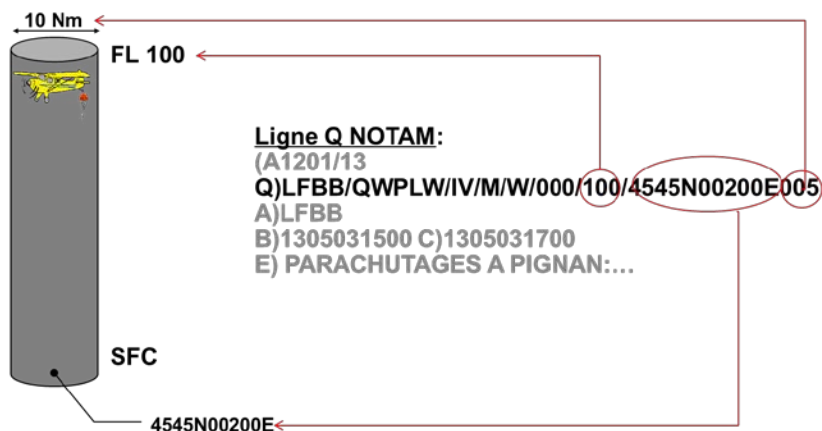 10 Nm
FL 100
Ligne Q NOTAM:
(A1201/13
Q)LFBB/QWPLW/IV/M/W/000/100/4545N00200E005
A)LFBB
B)1305031500 C)1305031700
E) PARACHUTAGES A PIGNAN:...
SFC
4545N00200E